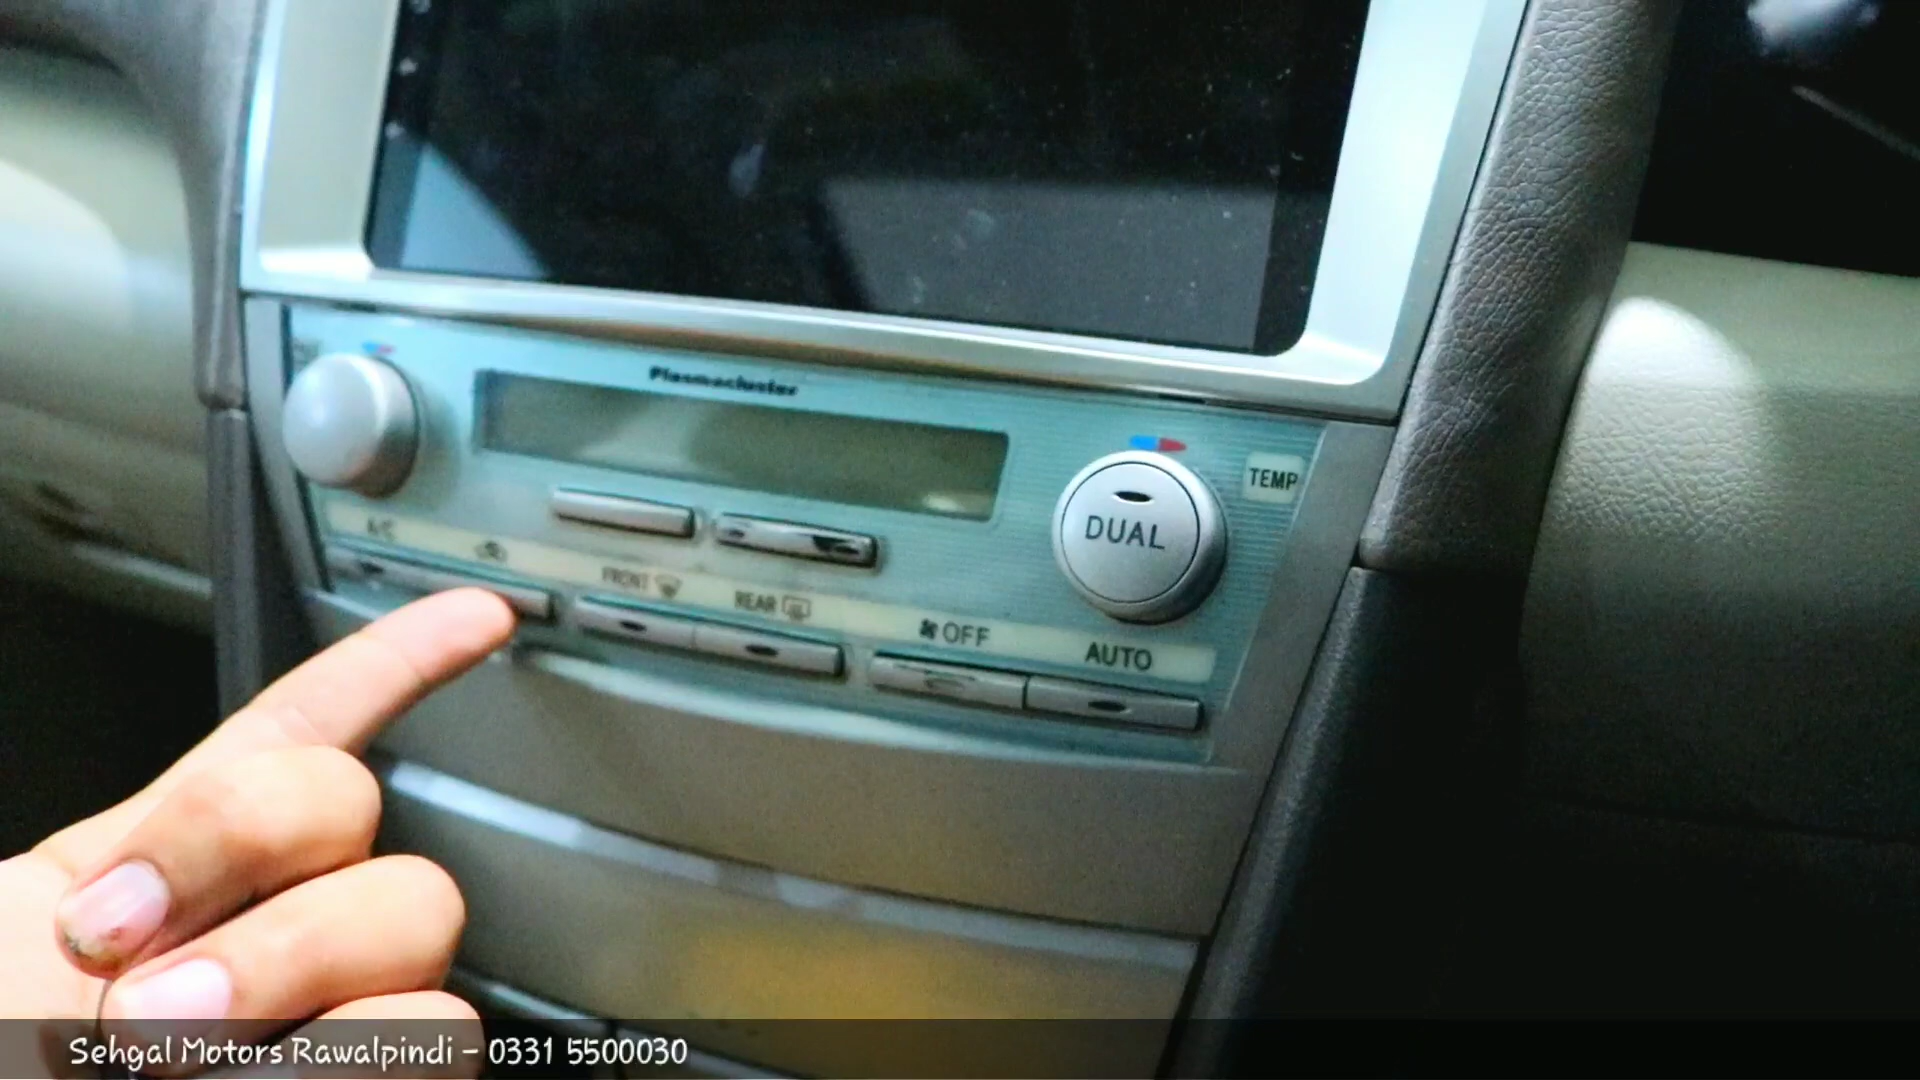 Plasmacluster
TEMP
DUAL
A/C
FRONT
REAR
OFF
AUTO
Sehgal Motors Rawalpindi - 0331 5500030